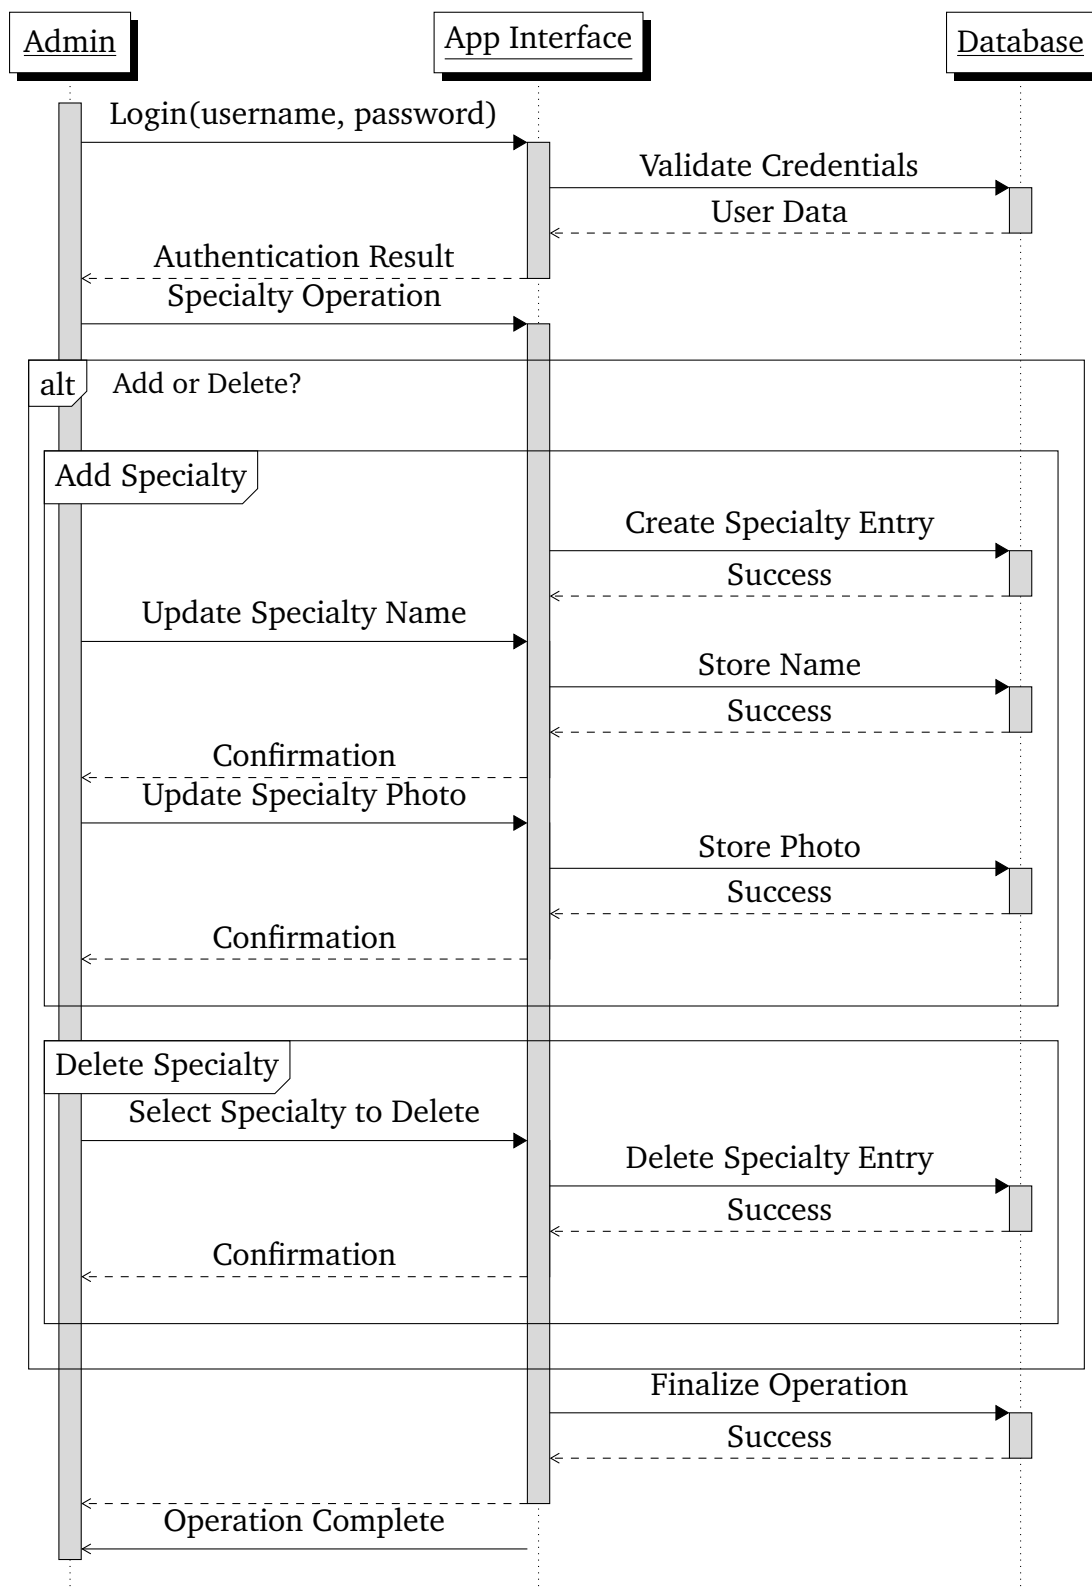 Admin
App Interface
Database
Login(username, password)
Validate Credentials
User Data
Authentication Result
Specialty Operation
alt
Add or Delete?
Add Specialty
Create Specialty Entry
Success
Update Specialty Name
Store Name
Success
Confirmation
Update Specialty Photo
Store Photo
Success
Confirmation
Delete Specialty
Select Specialty to Delete
Delete Specialty Entry
Success
Confirmation
Finalize Operation
Success
Operation Complete